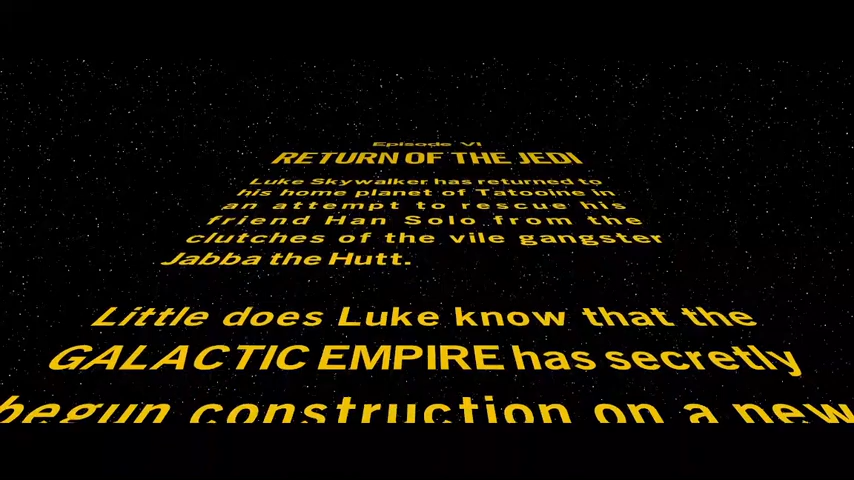 Episode VI
RETURN OF THE JEDI
Luke Skywalker has returned to
his home planet of Tatooine in
an attempt to rescue his
friend Han Solo from the
clutches of the vile gangster
Jabba the Hutt.
Little does Luke know that the
GALACTIC EMPIRE has secretly
begun construction on a new